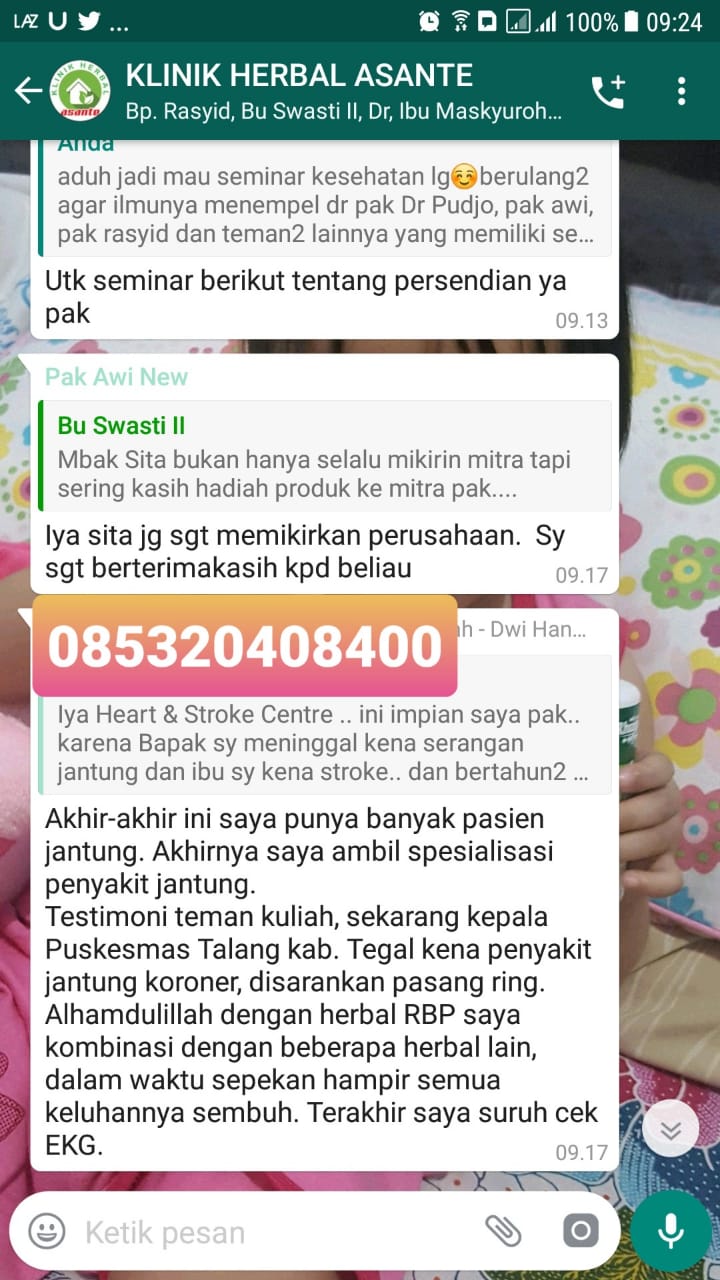 LAZ U ...
100% 09:24
KLINIK HERBAL ASANTE
Bp. Rasyid, Bu Swasti II, Dr, Ibu Maskyuroh...
KLINIK HERBAL
asante
Anda
aduh jadi mau seminar kesehatan lg😊berulang2
agar ilmunya menempel dr pak Dr Pudjo, pak awi,
pak rasyid dan teman2 lainnya yang memiliki se...
Utk seminar berikut tentang persendian ya
pak
09.13
Pak Awi New
Bu Swasti II
Mbak Sita bukan hanya selalu mikirin mitra tapi
sering kasih hadiah produk ke mitra pak....
Iya sita jg sgt memikirkan perusahaan. Sy
sgt berterimakasih kpd beliau
09.17
085320408400
- Dwi Han...
Iya Heart & Stroke Centre .. ini impian saya pak..
karena Bapak sy meninggal kena serangan
jantung dan ibu sy kena stroke.. dan bertahun2 ...
Akhir-akhir ini saya punya banyak pasien
jantung. Akhirnya saya ambil spesialisasi
penyakit jantung.
Testimoni teman kuliah, sekarang kepala
Puskesmas Talang kab. Tegal kena penyakit
jantung koroner, disarankan pasang ring.
Alhamdulillah dengan herbal RBP saya
kombinasi dengan beberapa herbal lain,
dalam waktu sepekan hampir semua
keluhannya sembuh. Terakhir saya suruh cek
EKG.
09.17
Ketik pesan